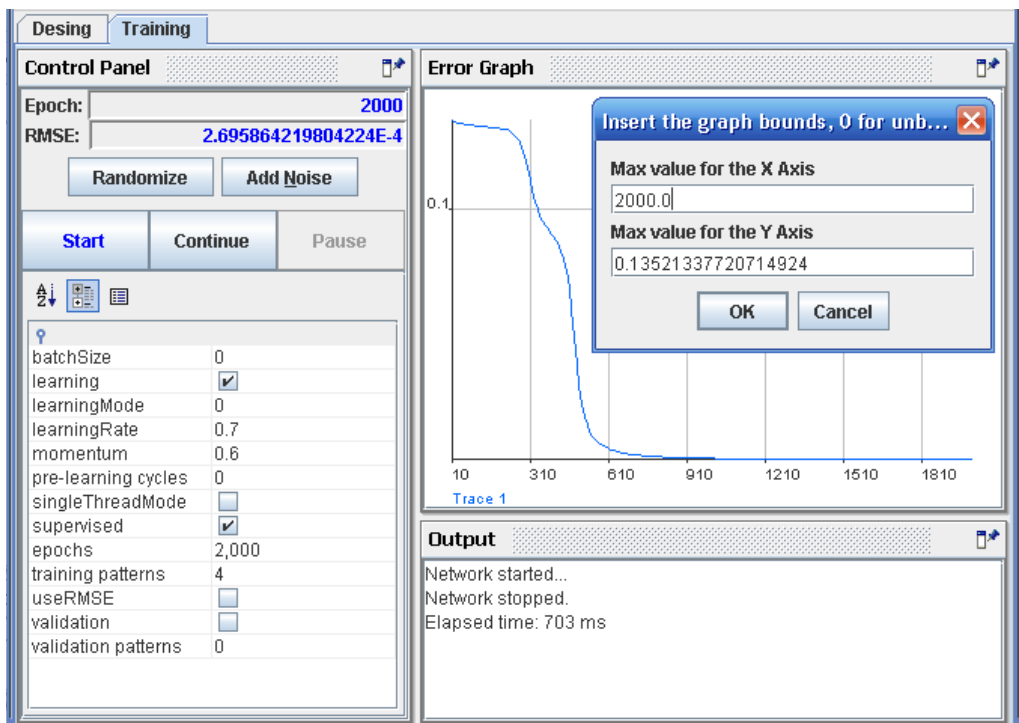 Desing Training
Control Panel
Epoch: 2000
RMSE: 2.695864219804224E-4
Randomize Add Noise
Start Continue Pause
batchSize 0
learning
learningMode 0
learningRate 0.7
momentum 0.6
pre-learning cycles 0
singleThreadMode
supervised
epochs 2,000
training patterns 4
useRMSE
validation
validation patterns 0
Error Graph
0.1
10 310 610 910 1210 1510 1810
Trace 1
Insert the graph bounds, 0 for unb...
Max value for the X Axis
2000.0
Max value for the Y Axis
0.13521337720714924
OK Cancel
Output
Network started...
Network stopped.
Elapsed time: 703 ms